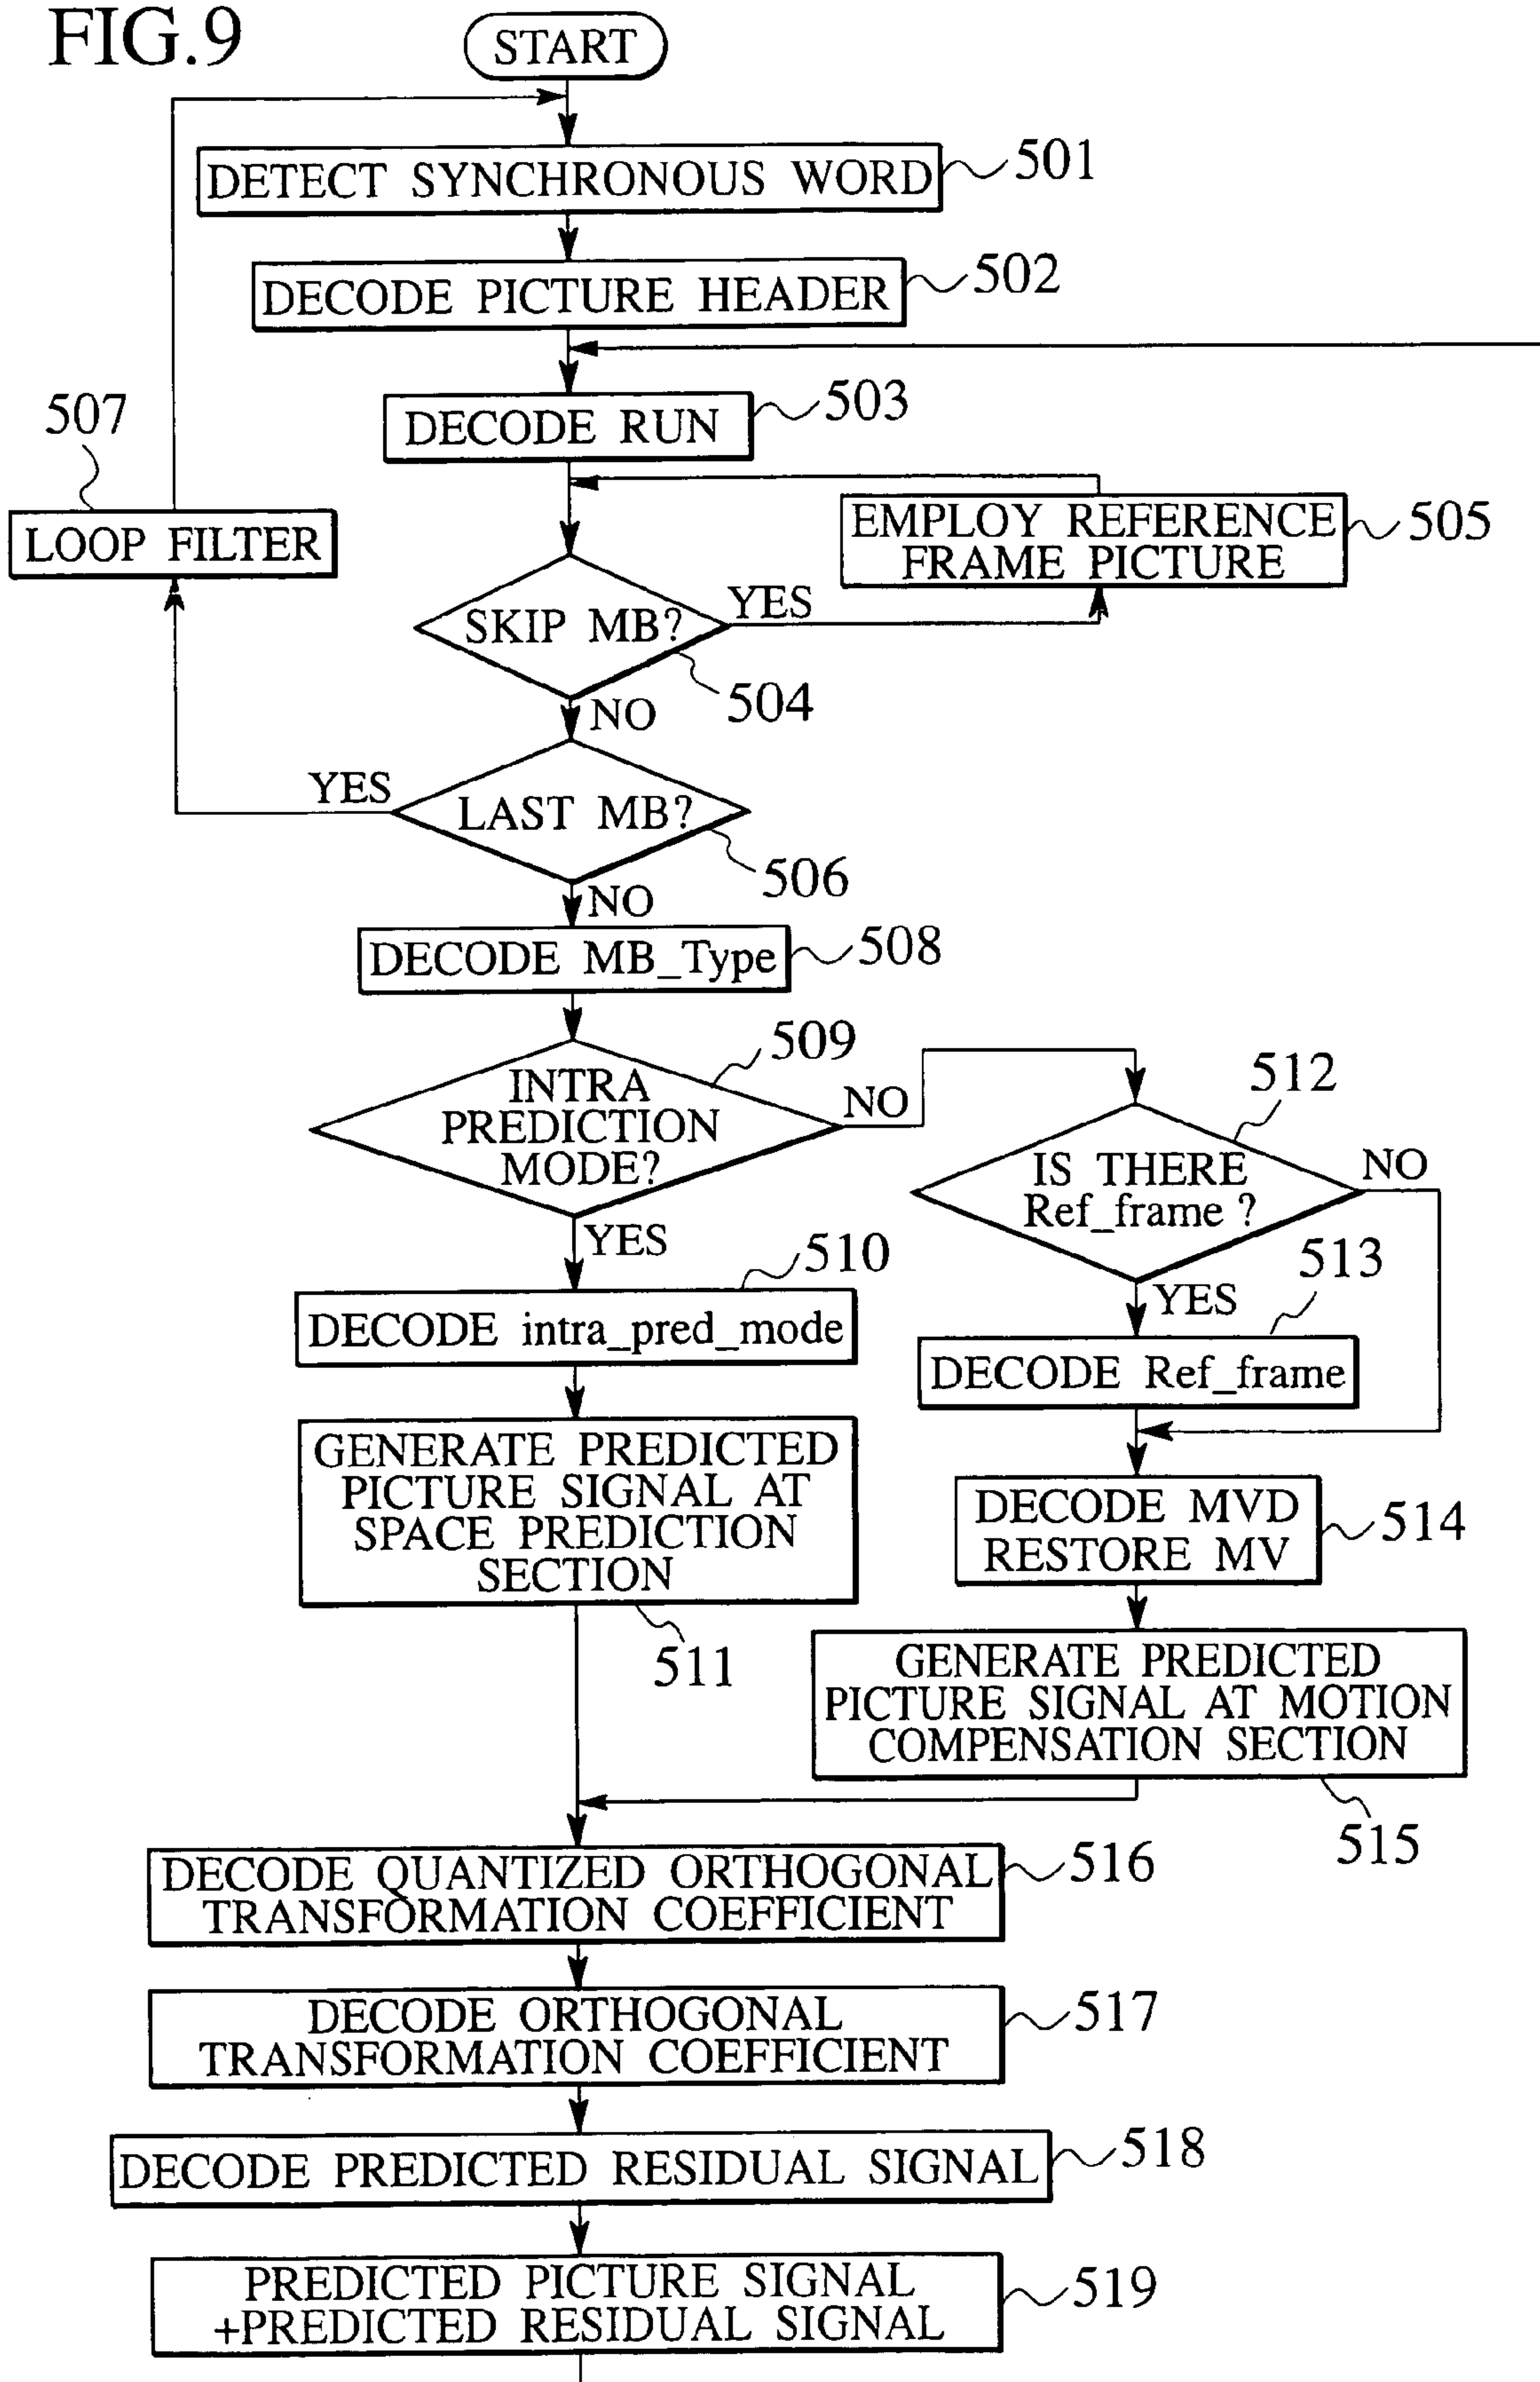 FIG.9
START
DETECT SYNCHRONOUS WORD
501
DECODE PICTURE HEADER
502
DECODE RUN
503
507
LOOP FILTER
EMPLOY REFERENCE
FRAME PICTURE
505
SKIP MB?
YES
504
NO
YES
LAST MB?
506
NO
DECODE MB_Type
508
509
INTRA
PREDICTION
MODE?
NO
512
IS THERE
Ref_frame ?
NO
YES
510
513
YES
DECODE intra_pred_mode
DECODE Ref_frame
GENERATE PREDICTED
PICTURE SIGNAL AT
SPACE PREDICTION
SECTION
511
DECODE MVD
RESTORE MV
514
GENERATE PREDICTED
PICTURE SIGNAL AT MOTION
COMPENSATION SECTION
515
DECODE QUANTIZED ORTHOGONAL
TRANSFORMATION COEFFICIENT
516
DECODE ORTHOGONAL
TRANSFORMATION COEFFICIENT
517
DECODE PREDICTED RESIDUAL SIGNAL
518
PREDICTED PICTURE SIGNAL
+PREDICTED RESIDUAL SIGNAL
519